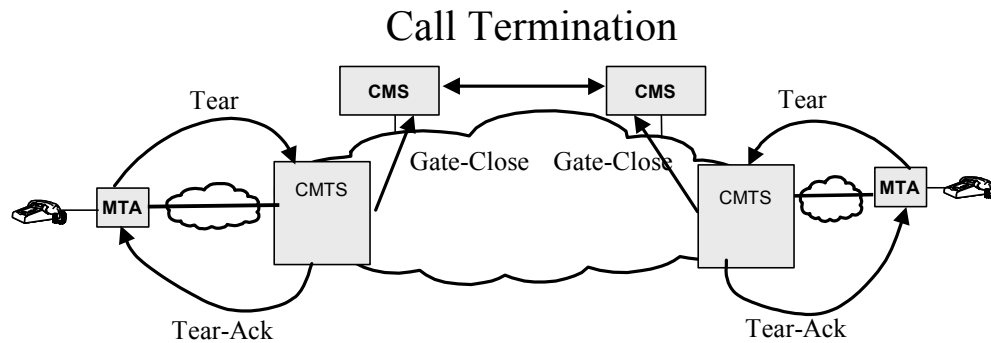 Call Termination
CMS
CMS
Tear
Tear
Gate-Close
Gate-Close
CMTS
CMTS
MTA
MTA
Tear-Ack
Tear-Ack